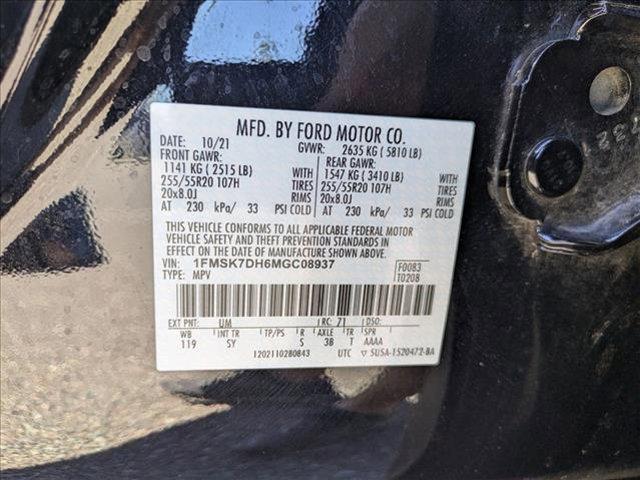 MFD. BY FORD MOTOR CO.
DATE: 10/21 GVWR: 2635 KG ( 5810 LB)
FRONT GAWR: REAR GAWR:
1141 KG ( 2515 LB) 1547 KG ( 3410 LB)
255/55R20 107H TIRES 255/55R20 107H TIRES
20x8.0J RIMS 20x8.0J RIMS
AT 230 kPa/ 33 PSI COLD AT 230 kPa/ 33 PSI COLD
THIS VEHICLE CONFORMS TO ALL APPLICABLE FEDERAL MOTOR
VEHICLE SAFETY AND THEFT PREVENTION STANDARDS IN
EFFECT ON THE DATE OF MANUFACTURE SHOWN ABOVE.
VIN: 1FMSK7DH6MGC08937 F0083
TYPE: MPV T0208
EXT PNT: UM RC: 71 DSO:
WB INT TR TP/PS R AXLE TR SPR
119 SY S 3B T AAAA
1202110280843 UTC ▽ 5USA-1520472-BA